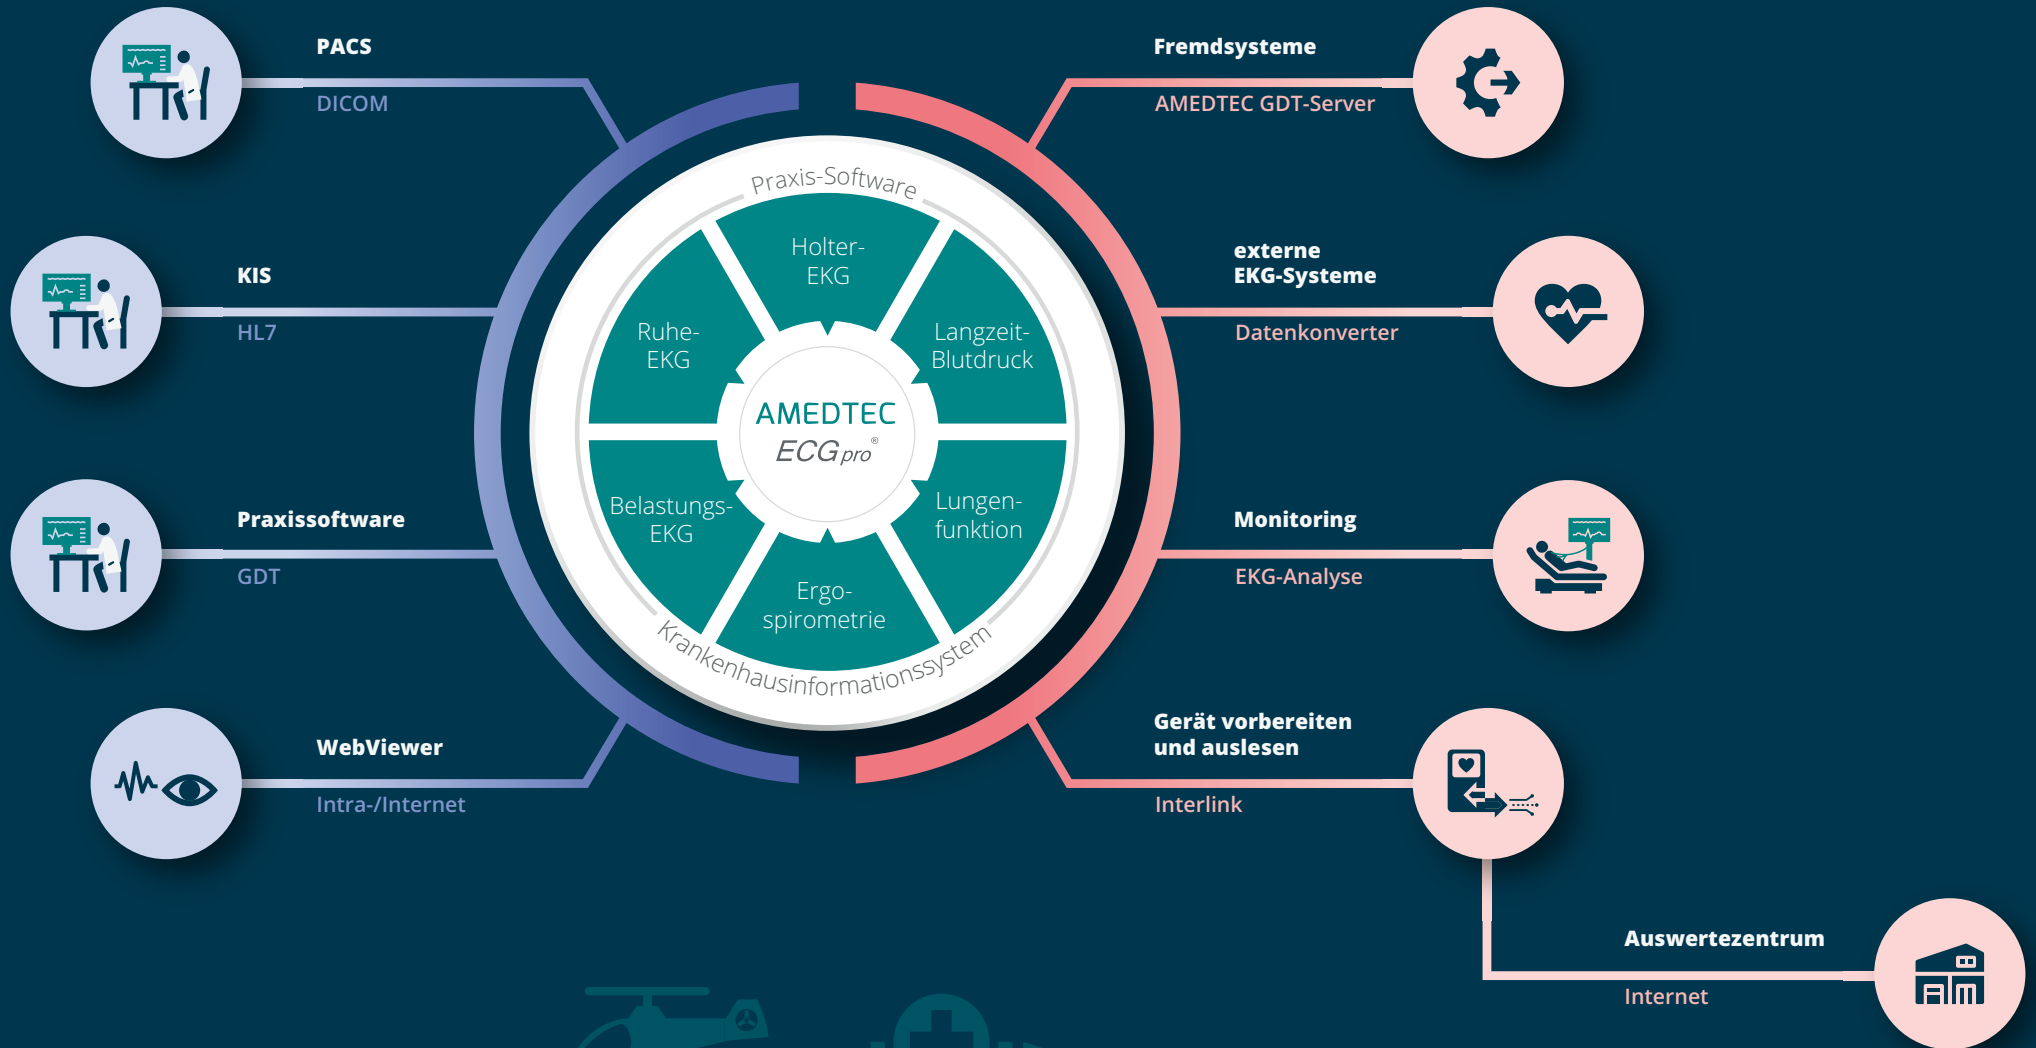 PACS
DICOM
KIS
HL7
Praxissoftware
GDT
WebViewer
Intra-/Internet
Praxis-Software
Holter-
EKG
Ruhe-
EKG
Langzeit-
Blutdruck
AMEDTEC
ECGpro®
Belastungs-
EKG
Lungen-
funktion
Ergo-
spirometrie
Krankenhausinformationssystem
Fremdsysteme
AMEDTEC GDT-Server
externe
EKG-Systeme
Datenkonverter
Monitoring
EKG-Analyse
Gerät vorbereiten
und auslesen
Interlink
Auswertezentrum
Internet